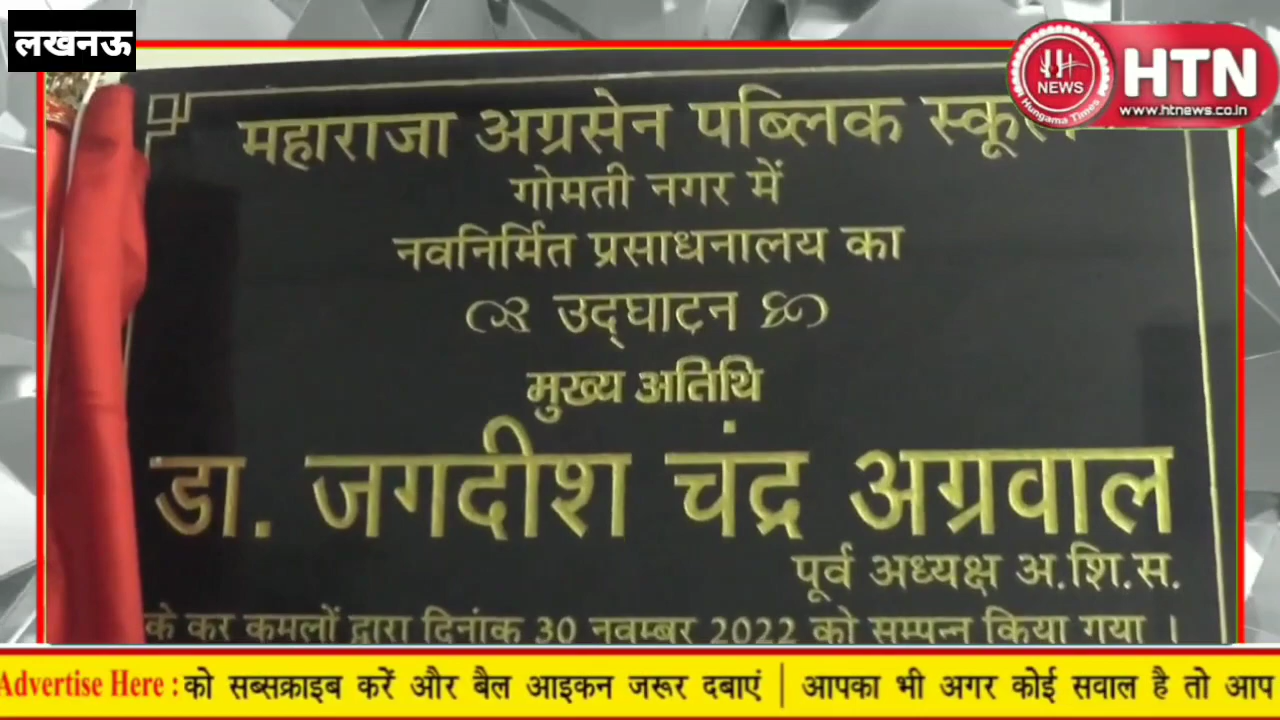 लखनऊ
HTN
NEWS
www.htnews.co.in
Hungama Times
महाराजा अग्रसेन पब्लिक
गोमती नगर में
नवनिर्मित प्रसाधनालय का
उद्घाटन
मुख्य अतिथि
डा. जगदीश चंद्र अग्रवाल
पूर्व अध्यक्ष अ.शि.स.
के कर कमलों द्वारा दिनांक 30 नवम्बर 2022 को सम्पन्न किया गया ।
Advertise Here : को सब्सक्राइब करें और बैल आइकन जरूर दबाएं | आपका भी अगर कोई सवाल है तो आप